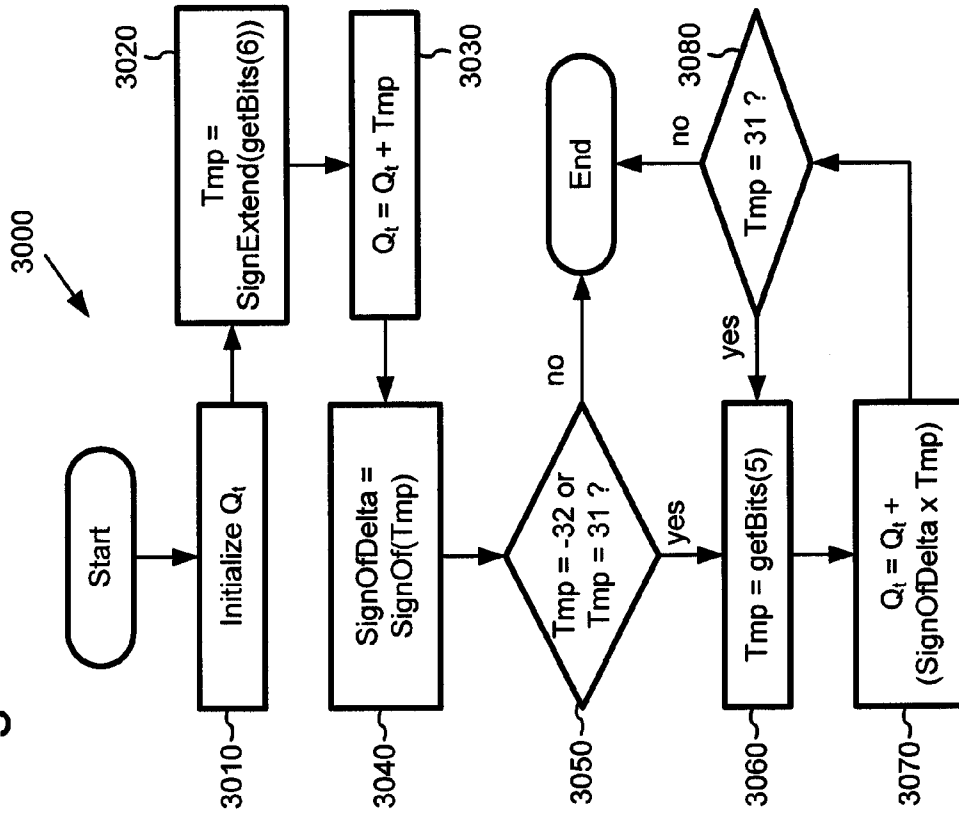 3000
Start
3010
Initialize Qt
3020
Tmp =
SignExtend(getBits(6))
3030
Qt = Qt + Tmp
3040
SignOfDelta =
SignOf(Tmp)
3050
Tmp = -32 or
Tmp = 31 ?
no
End
yes
3060
Tmp = getBits(5)
3070
Qt = Qt +
(SignOfDelta x Tmp)
3080
Tmp = 31 ?
no
yes